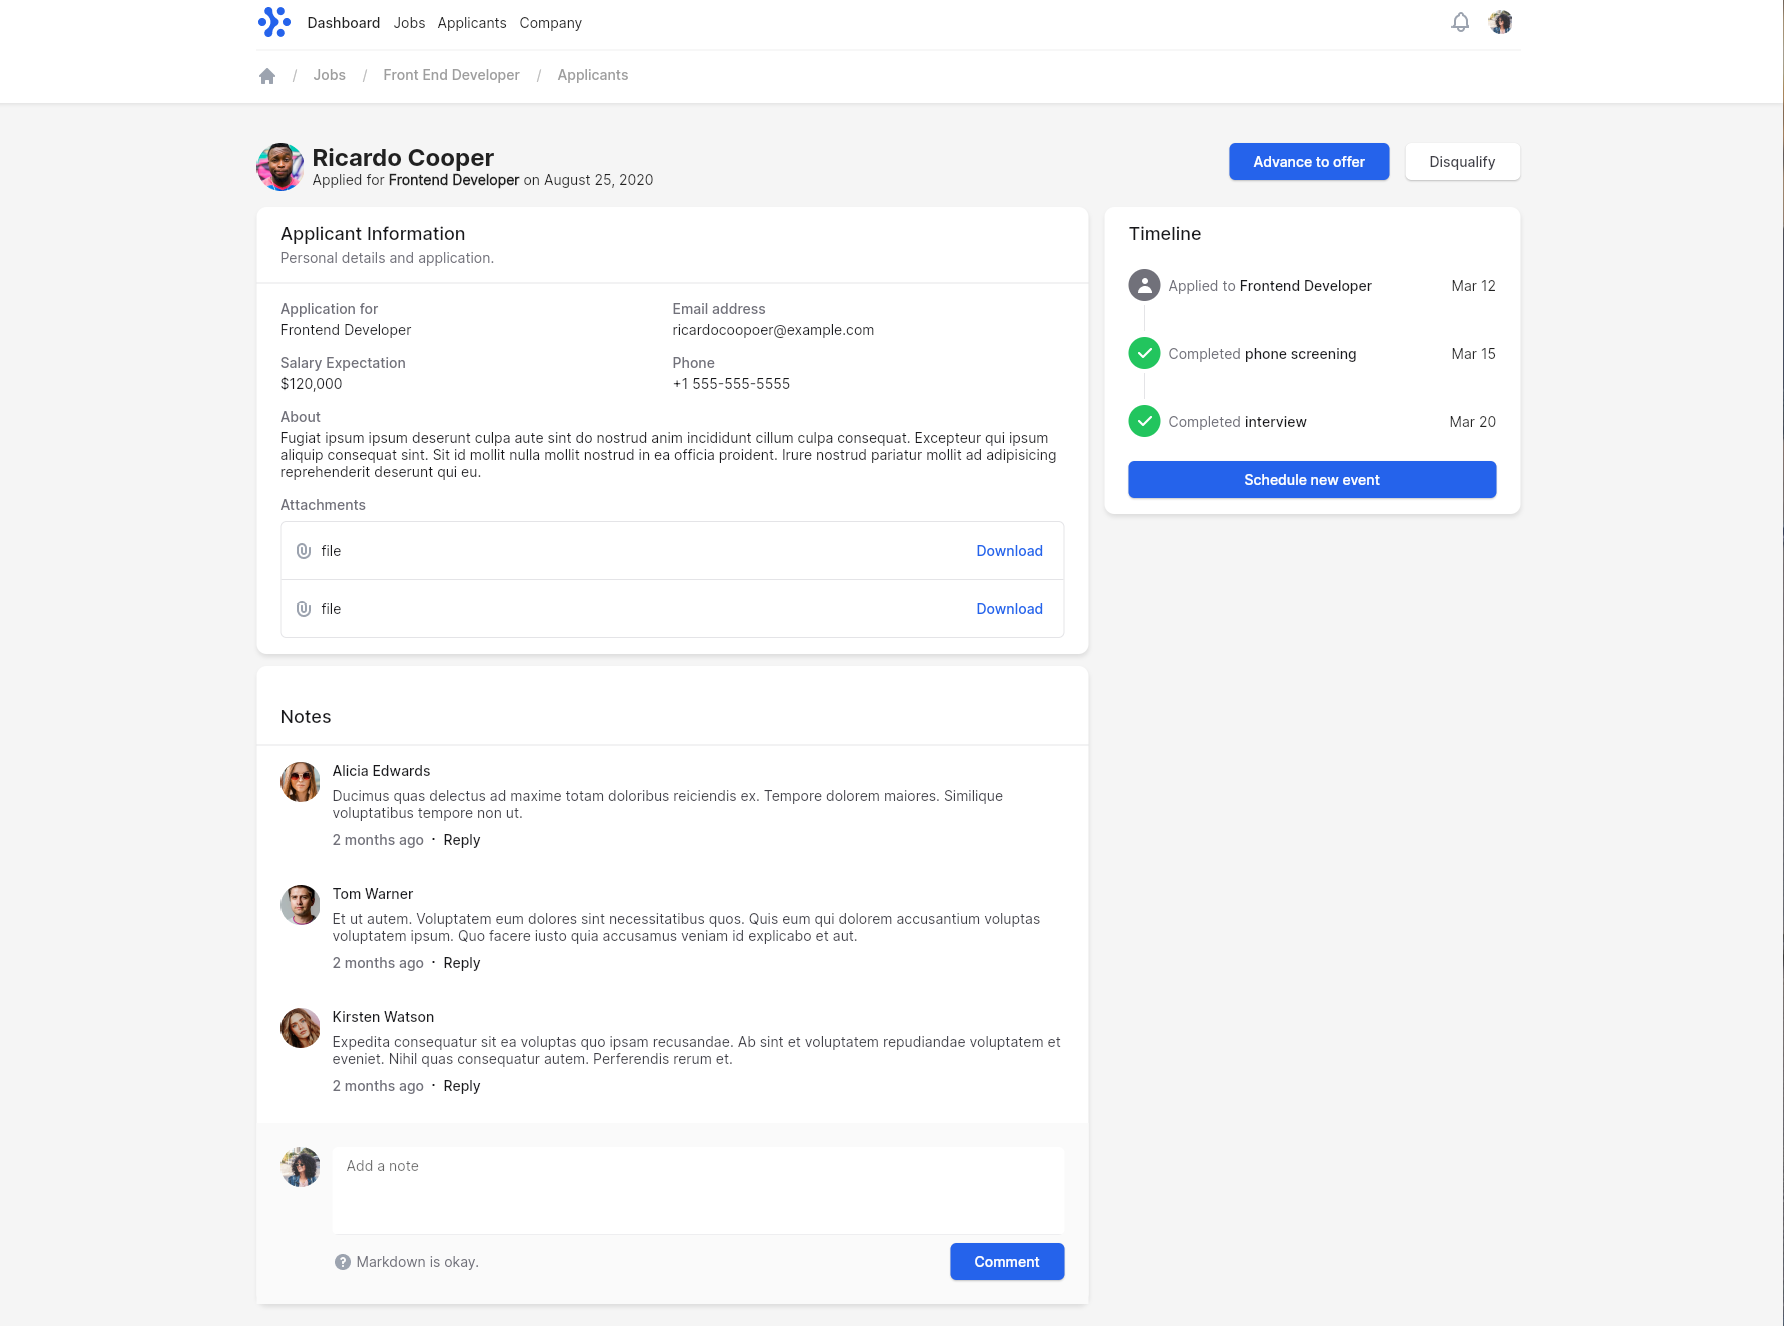 Dashboard Jobs Applicants Company
/ Jobs / Front End Developer / Applicants
Ricardo Cooper
Applied for Frontend Developer on August 25, 2020
Advance to offer
Disqualify
Applicant Information
Personal details and application.
Application for
Frontend Developer
Email address
ricardocoopoer@example.com
Salary Expectation
$120,000
Phone
+1 555-555-5555
About
Fugiat ipsum ipsum deserunt culpa aute sint do nostrud anim incididunt cillum culpa consequat. Excepteur qui ipsum
aliquip consequat sint. Sit id mollit nulla mollit nostrud in ea officia proident. Irure nostrud pariatur mollit ad adipisicing
reprehenderit deserunt qui eu.
Attachments
file Download
file Download
Timeline
Applied to Frontend Developer Mar 12
Completed phone screening Mar 15
Completed interview Mar 20
Schedule new event
Notes
Alicia Edwards
Ducimus quas delectus ad maxime totam doloribus reiciendis ex. Tempore dolorem maiores. Similique
voluptatibus tempore non ut.
2 months ago · Reply
Tom Warner
Et ut autem. Voluptatem eum dolores sint necessitatibus quos. Quis eum qui dolorem accusantium voluptas
voluptatem ipsum. Quo facere iusto quia accusamus veniam id explicabo et aut.
2 months ago · Reply
Kirsten Watson
Expedita consequatur sit ea voluptas quo ipsam recusandae. Ab sint et voluptatem repudiandae voluptatem et
eveniet. Nihil quas consequatur autem. Perferendis rerum et.
2 months ago · Reply
Add a note
? Markdown is okay.
Comment